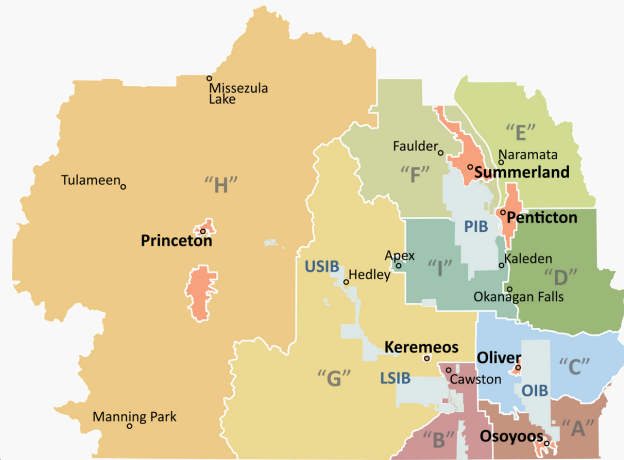 Missezula
Lake
"E"
Faulder
Naramata
"F"
Summerland
Tulameen
"H"
Penticton
PIB
Princeton
Apex
Kaleden
USIB
"I"
"D"
Hedley
Okanagan Falls
Keremeos
Oliver
"C"
"G"
LSIB
Cawston
OIB
Manning Park
"B"
Osoyoos
"A"